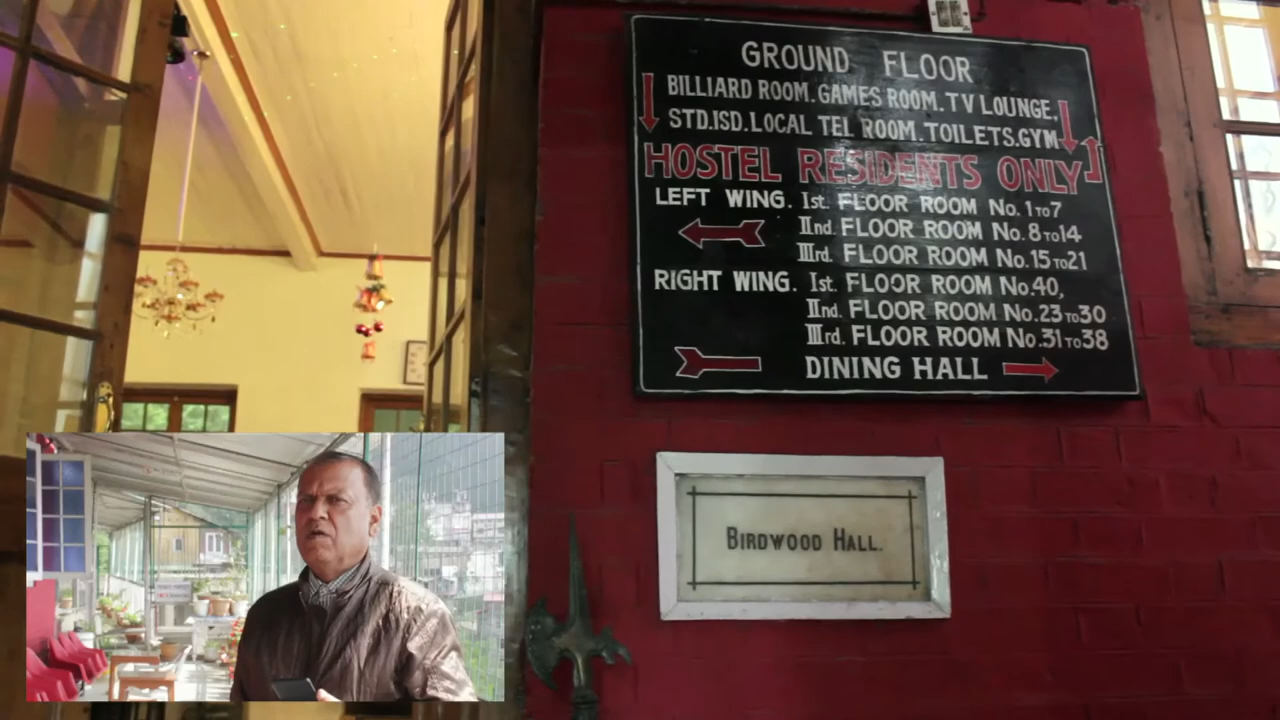 GROUND FLOOR
BILLIARD ROOM.GAMES ROOM.TV LOUNGE,
STD.ISD.LOCAL TEL ROOM.TOILETS.GYM
HOSTEL RESIDENTS ONLY
LEFT WING. Ist. FLOOR ROOM No. 1 TO 7
IInd. FLOOR ROOM No. 8 TO 14
IIIrd. FLOOR ROOM No. 15 TO 21
RIGHT WING. Ist. FLOOR ROOM No.40,
IInd. FLOOR ROOM No.23 TO 30
IIIrd. FLOOR ROOM No.31 TO 38
DINING HALL
BIRDWOOD HALL.